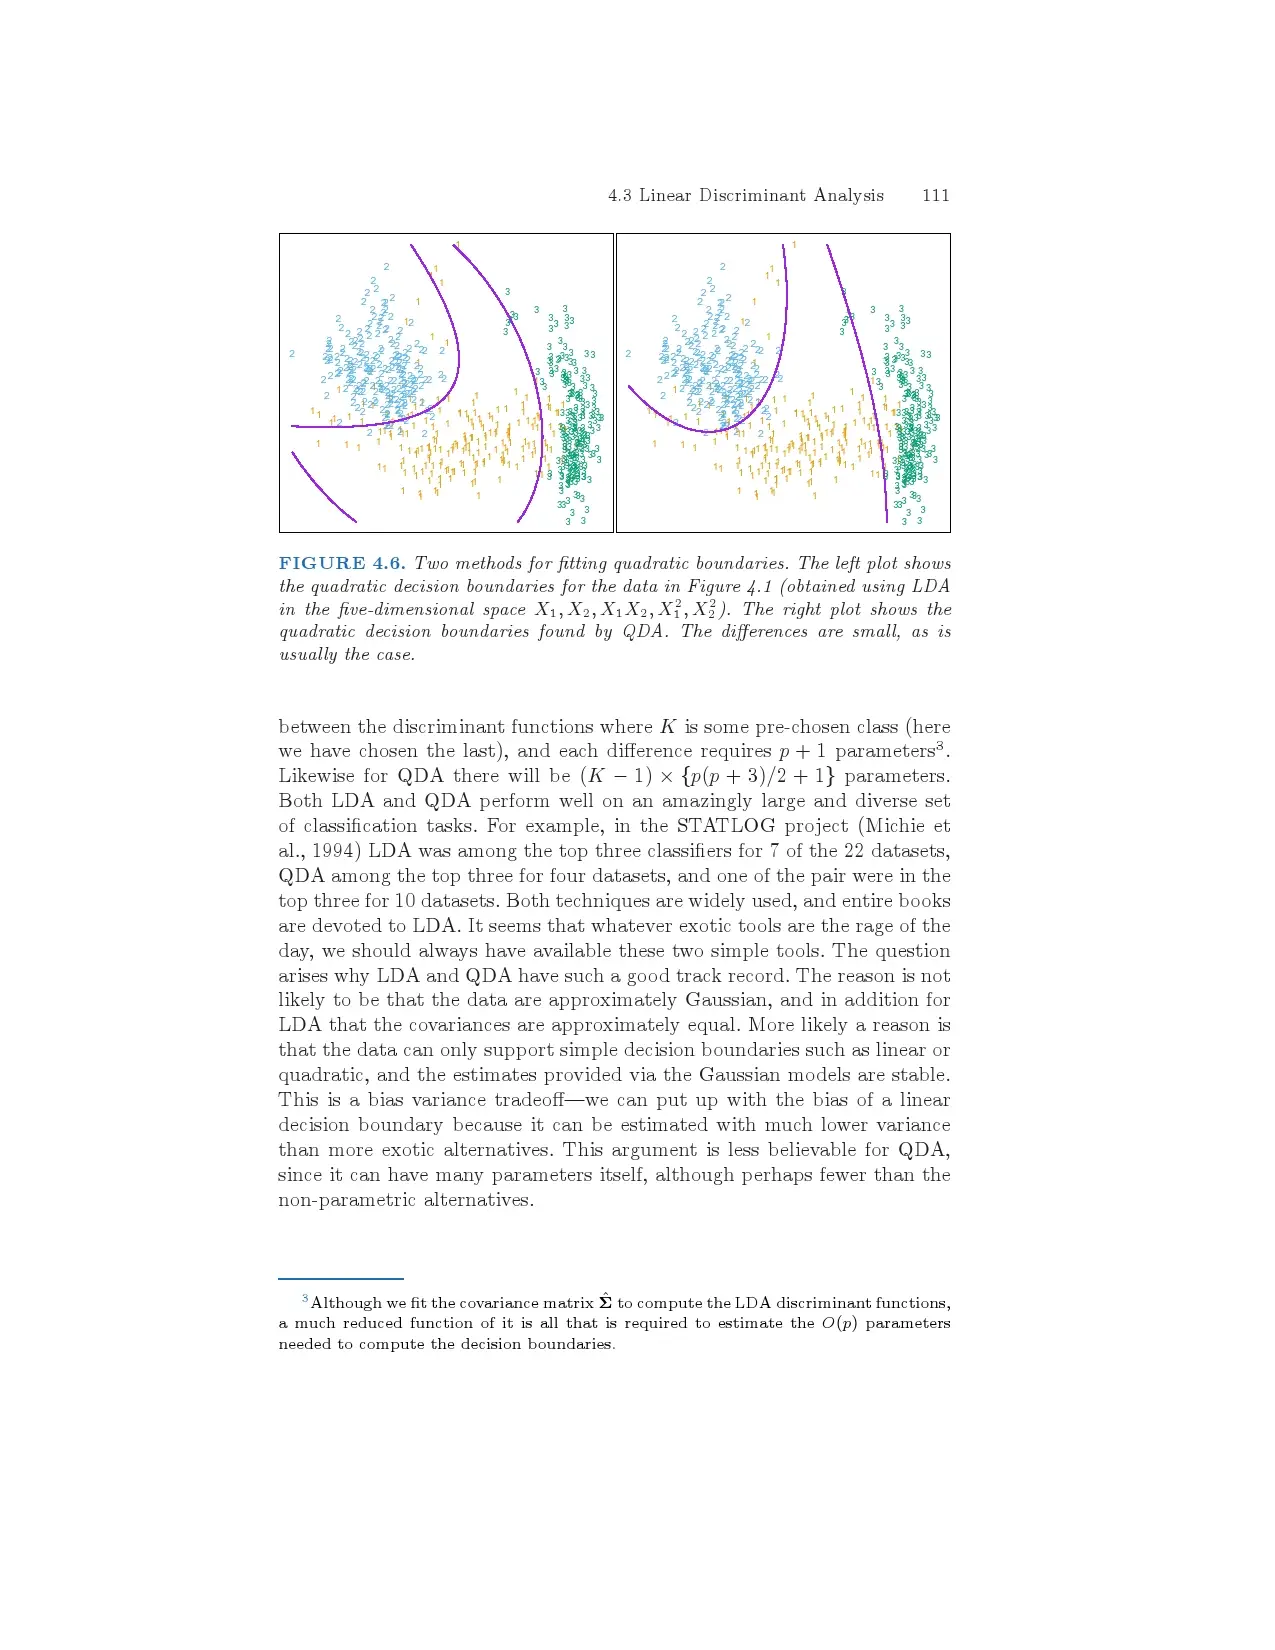 4.3 Linear Discriminant Analysis 111
FIGURE 4.6. Two methods for fitting quadratic boundaries. The left plot shows
the quadratic decision boundaries for the data in Figure 4.1 (obtained using LDA
in the five-dimensional space X₁, X₂, X₁X₂, X₁², X₂²). The right plot shows the
quadratic decision boundaries found by QDA. The differences are small, as is
usually the case.
between the discriminant functions where K is some pre-chosen class (here
we have chosen the last), and each difference requires p + 1 parameters³.
Likewise for QDA there will be (K − 1) × {p(p + 3)/2 + 1} parameters.
Both LDA and QDA perform well on an amazingly large and diverse set
of classification tasks. For example, in the STATLOG project (Michie et
al., 1994) LDA was among the top three classifiers for 7 of the 22 datasets,
QDA among the top three for four datasets, and one of the pair were in the
top three for 10 datasets. Both techniques are widely used, and entire books
are devoted to LDA. It seems that whatever exotic tools are the rage of the
day, we should always have available these two simple tools. The question
arises why LDA and QDA have such a good track record. The reason is not
likely to be that the data are approximately Gaussian, and in addition for
LDA that the covariances are approximately equal. More likely a reason is
that the data can only support simple decision boundaries such as linear or
quadratic, and the estimates provided via the Gaussian models are stable.
This is a bias variance tradeoff—we can put up with the bias of a linear
decision boundary because it can be estimated with much lower variance
than more exotic alternatives. This argument is less believable for QDA,
since it can have many parameters itself, although perhaps fewer than the
non-parametric alternatives.
³Although we fit the covariance matrix Σ̂ to compute the LDA discriminant functions,
a much reduced function of it is all that is required to estimate the O(p) parameters
needed to compute the decision boundaries.